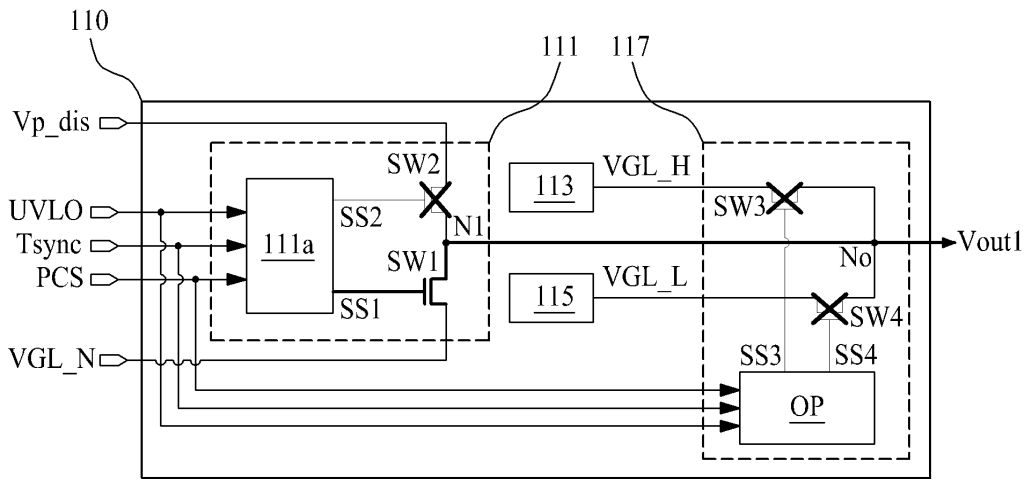 110
111
117
Vp_dis
SW2
VGL_H
113
SW3
UVLO
SS2
N1
111a
Tsync
Vout1
SW1
No
PCS
VGL_L
115
SS1
SW4
VGL_N
SS3
SS4
OP